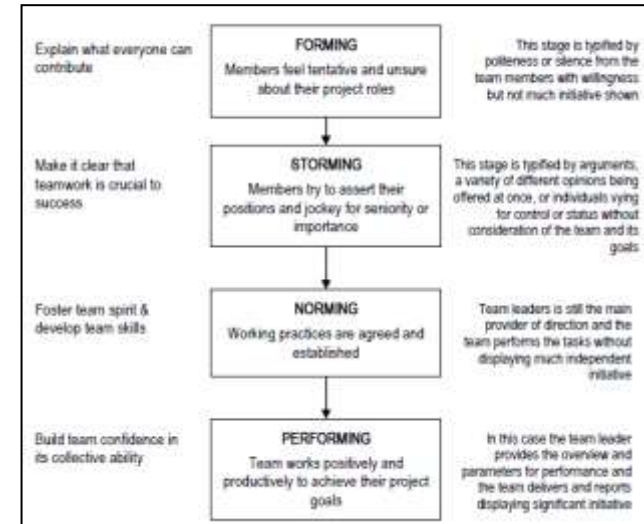 Explain what everyone can
contribute
FORMING
Members feel tentative and unsure
about their project roles
This stage is typified by
politeness or silence from the
team members with willingness
but not much initiative shown
Make it clear that
teamwork is crucial to
success
STORMING
Members try to assert their
positions and jockey for seniority or
importance
This stage is typified by arguments,
a variety of different opinions being
offered at once, or individuals vying
for control or status without
consideration of the team and its
goals
Foster team spirit &
develop team skills
NORMING
Working practices are agreed and
established
Team leaders is still the main
provider of direction and the
team performs the tasks without
displaying much independent
initiative
Build team confidence in
its collective ability
PERFORMING
Team works positively and
productively to achieve their project
goals
In this case the team leader
provides the overview and
parameters for performance and
the team delivers and reports
displaying significant initiative